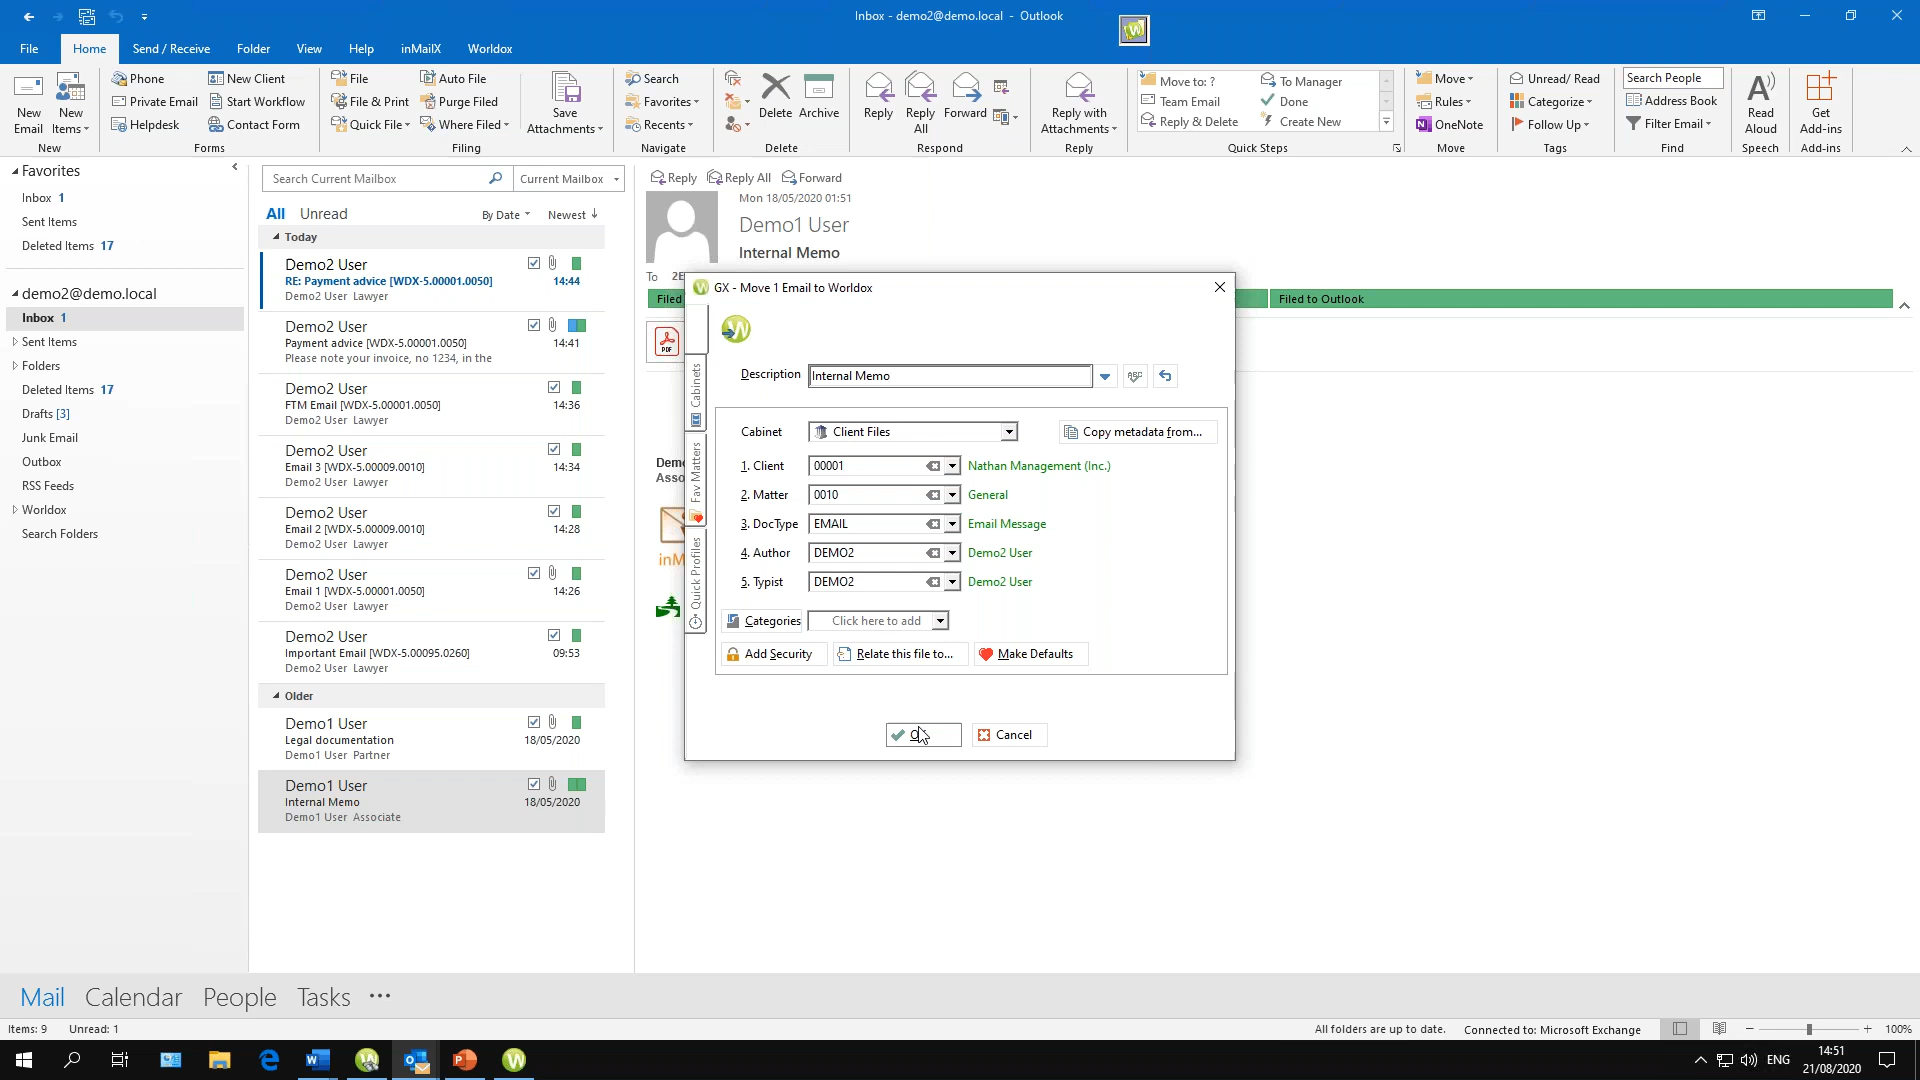 Inbox - demo2@demo.local - Outlook
File
Home
Send / Receive
Folder
View
Help
inMailX
Worldox
New Email
New Items
New
Phone
Private Email
Helpdesk
New Client
Start Workflow
Contact Form
Forms
File
File & Print
Quick File
Auto File
Purge Filed
Where Filed
Save Attachments
Filing
Search
Favorites
Recents
Navigate
Delete
Archive
Delete
Reply
Reply All
Forward
Respond
Reply with Attachments
Reply
Move to: ?
Team Email
Reply & Delete
To Manager
Done
Create New
Quick Steps
Move
Rules
OneNote
Move
Unread/ Read
Categorize
Follow Up
Tags
Search People
Address Book
Filter Email
Find
Read Aloud
Speech
Get Add-ins
Add-ins
Favorites
Inbox 1
Sent Items
Deleted Items 17
demo2@demo.local
Inbox 1
Sent Items
Folders
Deleted Items 17
Drafts [3]
Junk Email
Outbox
RSS Feeds
Worldox
Search Folders
Search Current Mailbox
Current Mailbox
All Unread
By Date
Newest
Today
Demo2 User
RE: Payment advice [WDX-5.00001.0050] 14:44
Demo2 User Lawyer
Demo2 User
Payment advice [WDX-5.00001.0050] 14:41
Please note your invoice, no 1234, in the
Demo2 User
FTM Email [WDX-5.00001.0050] 14:36
Demo2 User Lawyer
Demo2 User
Email 3 [WDX-5.00009.0010] 14:34
Demo2 User Lawyer
Demo2 User
Email 2 [WDX-5.00009.0010] 14:28
Demo2 User Lawyer
Demo2 User
Email 1 [WDX-5.00001.0050] 14:26
Demo2 User Lawyer
Demo2 User
Important Email [WDX-5.00095.0260] 09:53
Demo2 User Lawyer
Older
Demo1 User
Legal documentation 18/05/2020
Demo1 User Partner
Demo1 User
Internal Memo 18/05/2020
Demo1 User Associate
Reply
Reply All
Forward
Mon 18/05/2020 01:51
Demo1 User
Internal Memo
To
Filed
Filed to Outlook
PDF
GX - Move 1 Email to Worldox
Cabinets
Fav Matters
Quick Profiles
Description Internal Memo
ABC
Cabinet Client Files
Copy metadata from...
1. Client 00001 Nathan Management (Inc.)
2. Matter 0010 General
3. DocType EMAIL Email Message
4. Author DEMO2 Demo2 User
5. Typist DEMO2 Demo2 User
Categories Click here to add
Add Security
Relate this file to...
Make Defaults
Cancel
Mail
Calendar
People
Tasks
Items: 9
Unread: 1
All folders are up to date.
Connected to: Microsoft Exchange
100%
ENG
14:51
21/08/2020